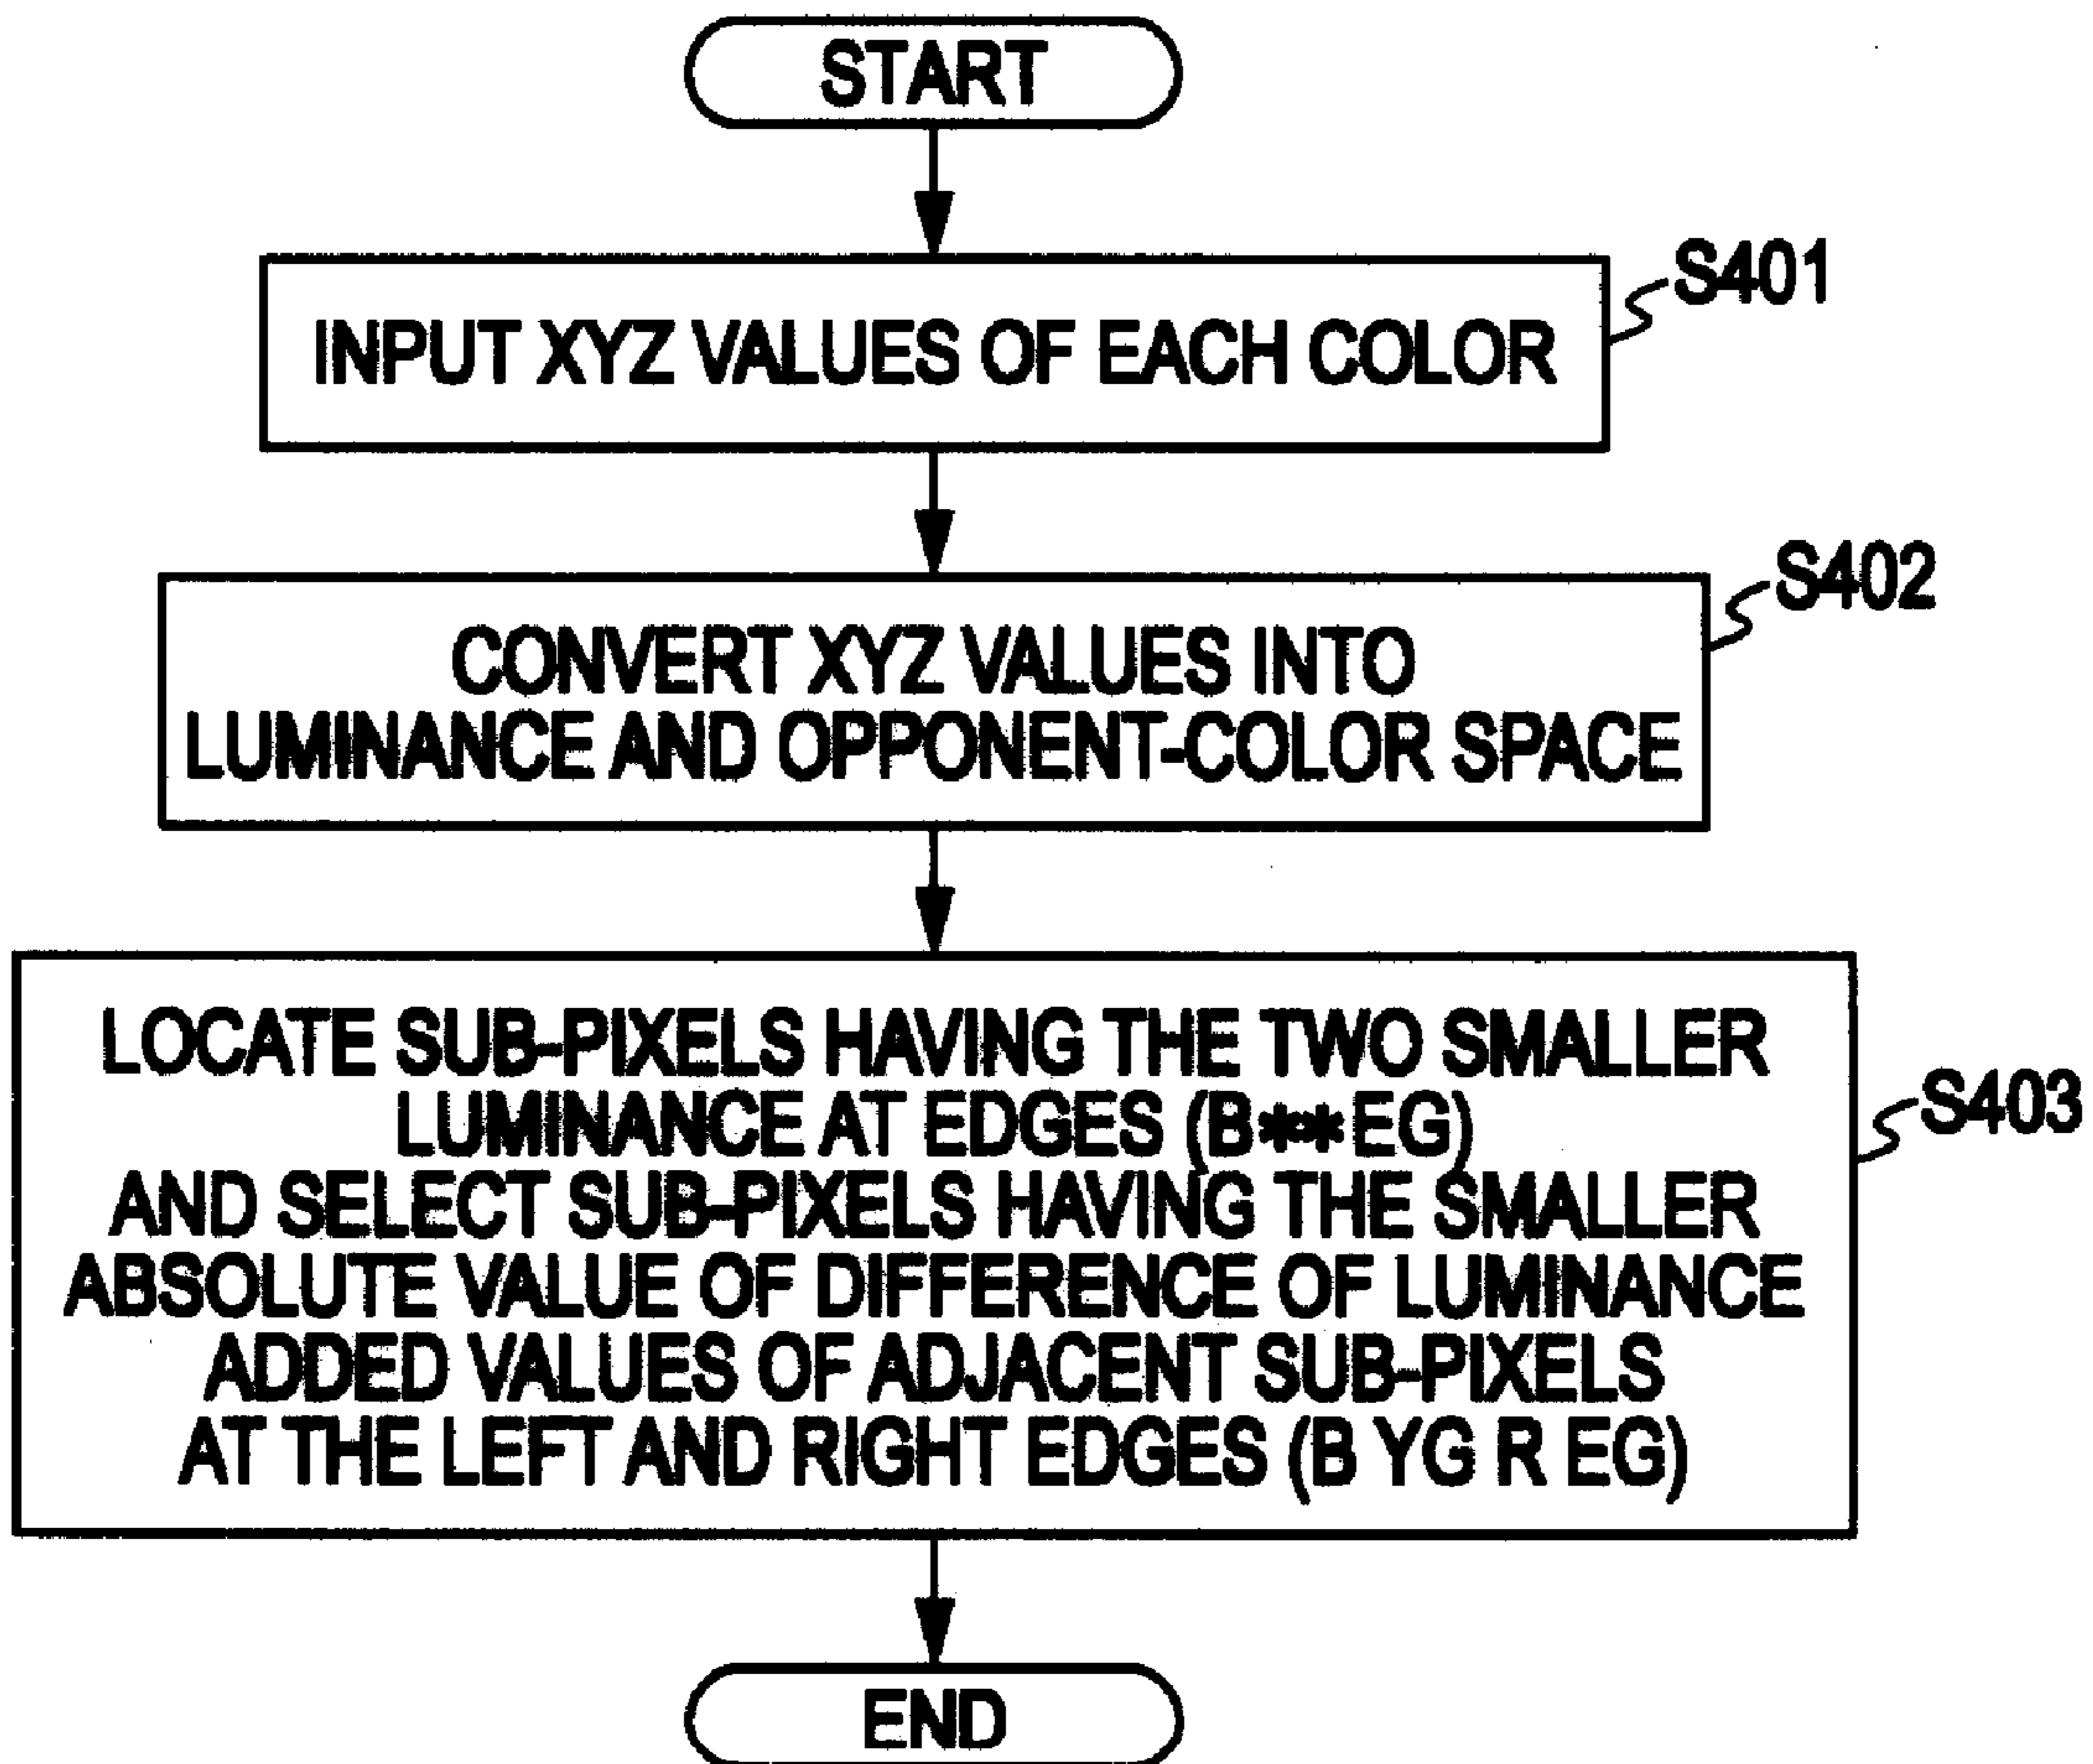 START
S401
INPUT XYZ VALUES OF EACH COLOR
S402
CONVERT XYZ VALUES INTO
LUMINANCE AND OPPONENT-COLOR SPACE
LOCATE SUB-PIXELS HAVING THE TWO SMALLER
LUMINANCE AT EDGES (B** EG)
S403
AND SELECT SUB-PIXELS HAVING THE SMALLER
ABSOLUTE VALUE OF DIFFERENCE OF LUMINANCE
ADDED VALUES OF ADJACENT SUB-PIXELS
AT THE LEFT AND RIGHT EDGES (B YG R EG)
END